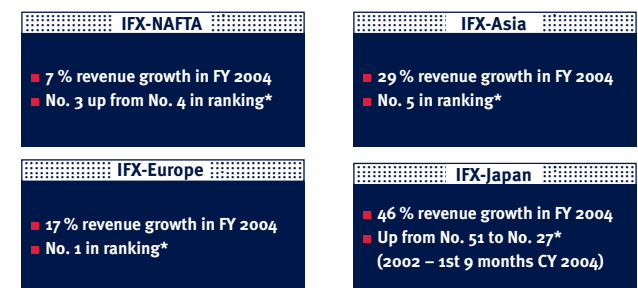 IFX-NAFTA
7 % revenue growth in FY 2004
No. 3 up from No. 4 in ranking*
IFX-Asia
29 % revenue growth in FY 2004
No. 5 in ranking*
IFX-Europe
17 % revenue growth in FY 2004
No. 1 in ranking*
IFX-Japan
46 % revenue growth in FY 2004
Up from No. 51 to No. 27*
(2002 – 1st 9 months CY 2004)